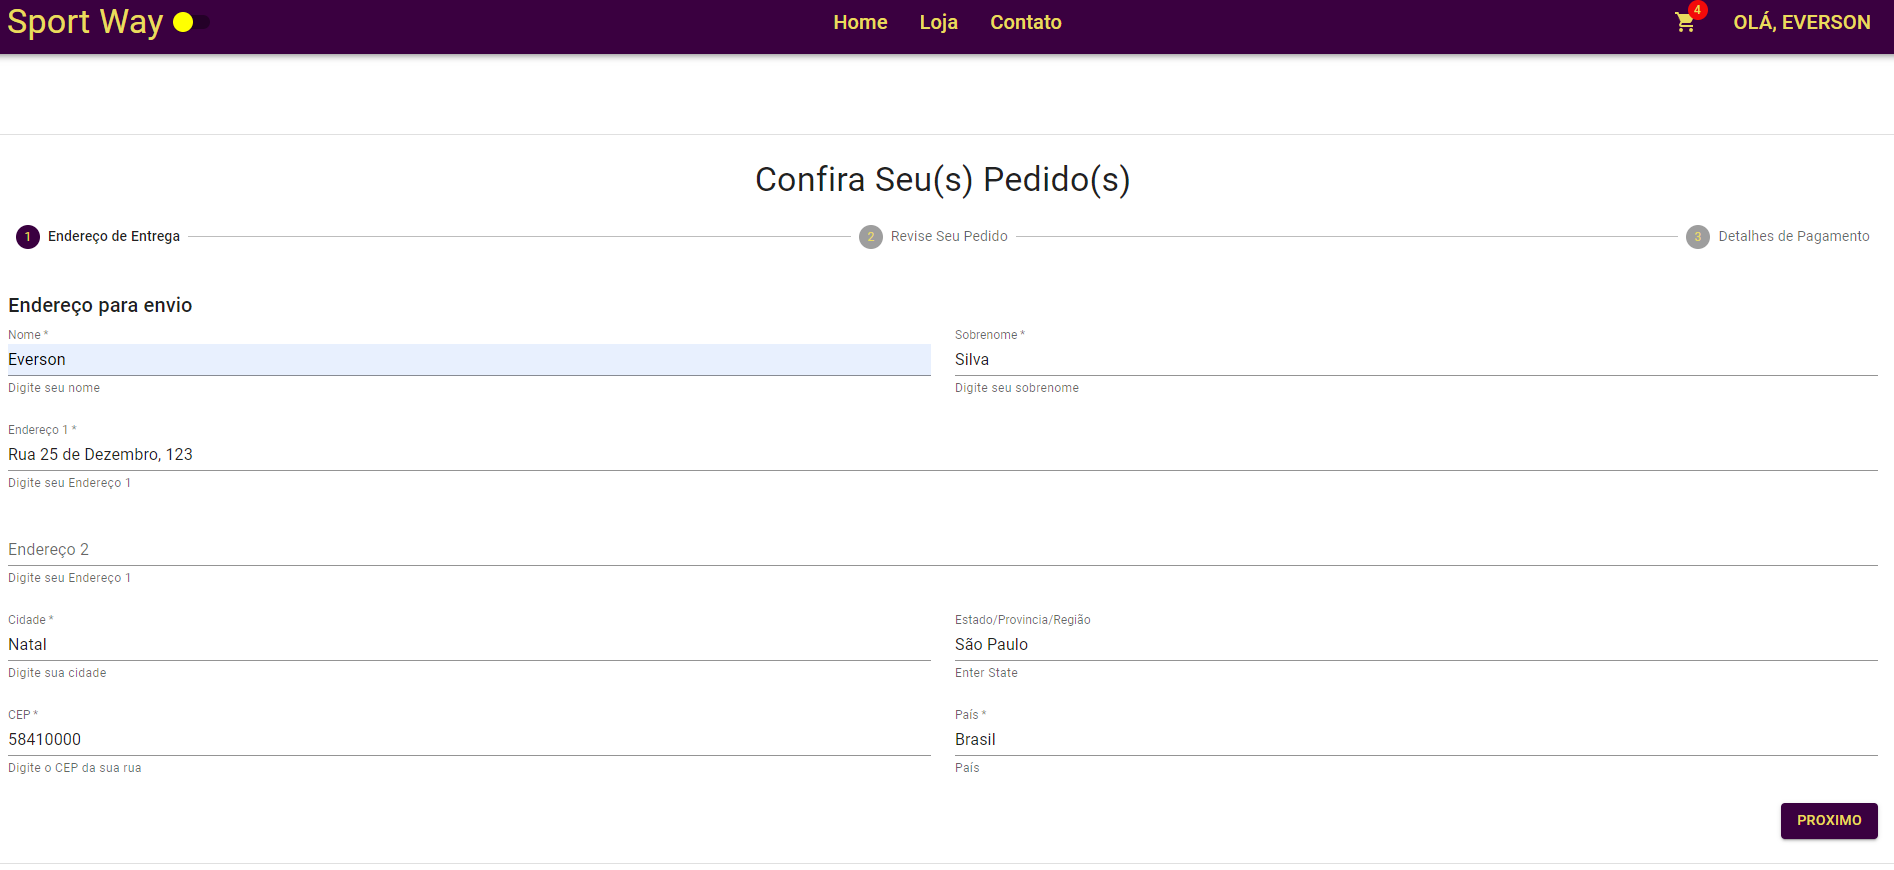 Sport Way
Home Loja Contato
4
OLÁ, EVERSON
Confira Seu(s) Pedido(s)
1 Endereço de Entrega 2 Revise Seu Pedido 3 Detalhes de Pagamento
Endereço para envio
Nome * Sobrenome *
Everson Silva
Digite seu nome Digite seu sobrenome
Endereço 1 *
Rua 25 de Dezembro, 123
Digite seu Endereço 1
Endereço 2
Digite seu Endereço 1
Cidade * Estado/Provincia/Região
Natal São Paulo
Digite sua cidade Enter State
CEP * País *
58410000 Brasil
Digite o CEP da sua rua País
PROXIMO